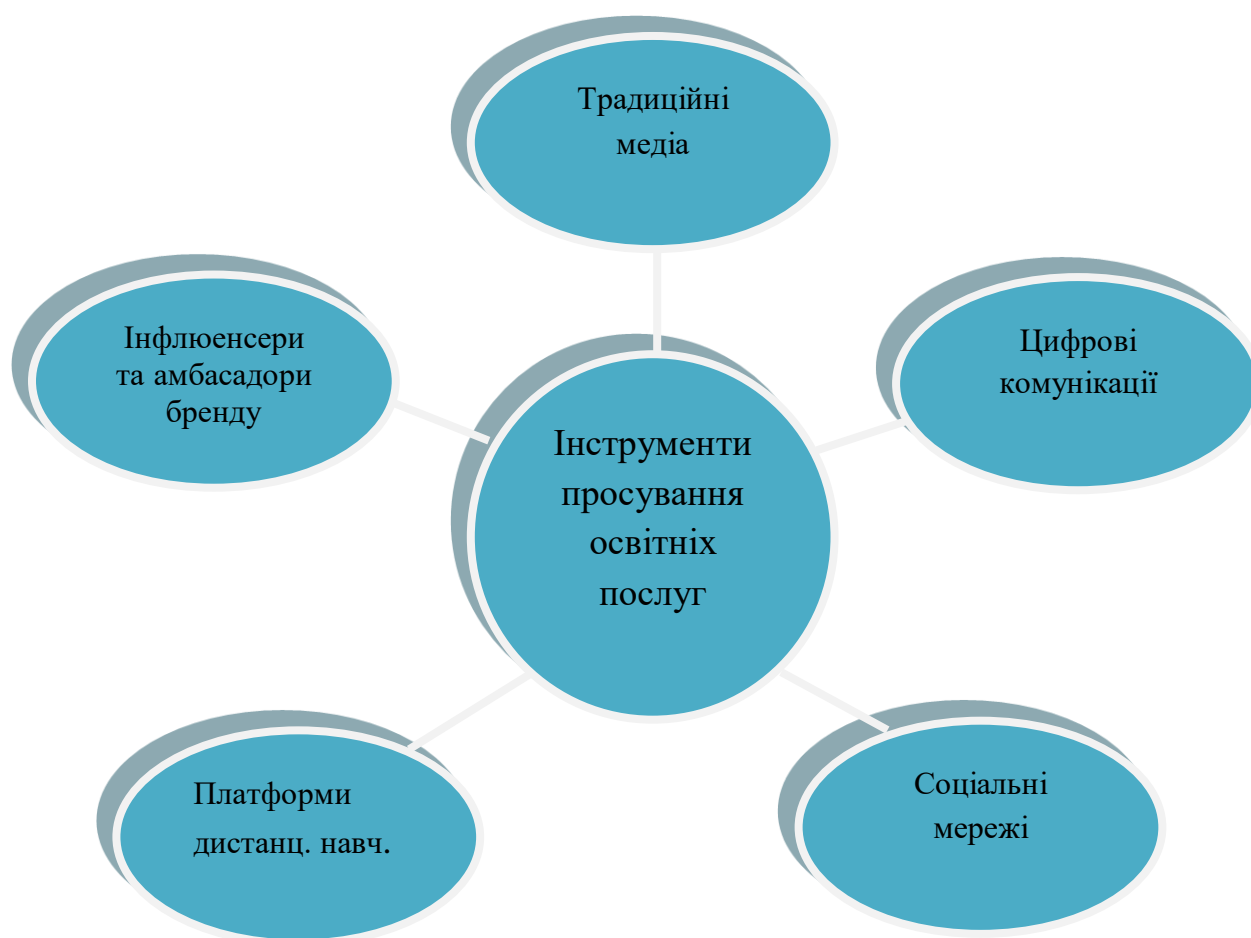 Традиційні
медіа
Інфлюенсери
та амбасадори
бренду
Цифрові
комунікації
Інструменти
просування
освітніх
послуг
Платформи
дистанц. навч.
Соціальні
мережі